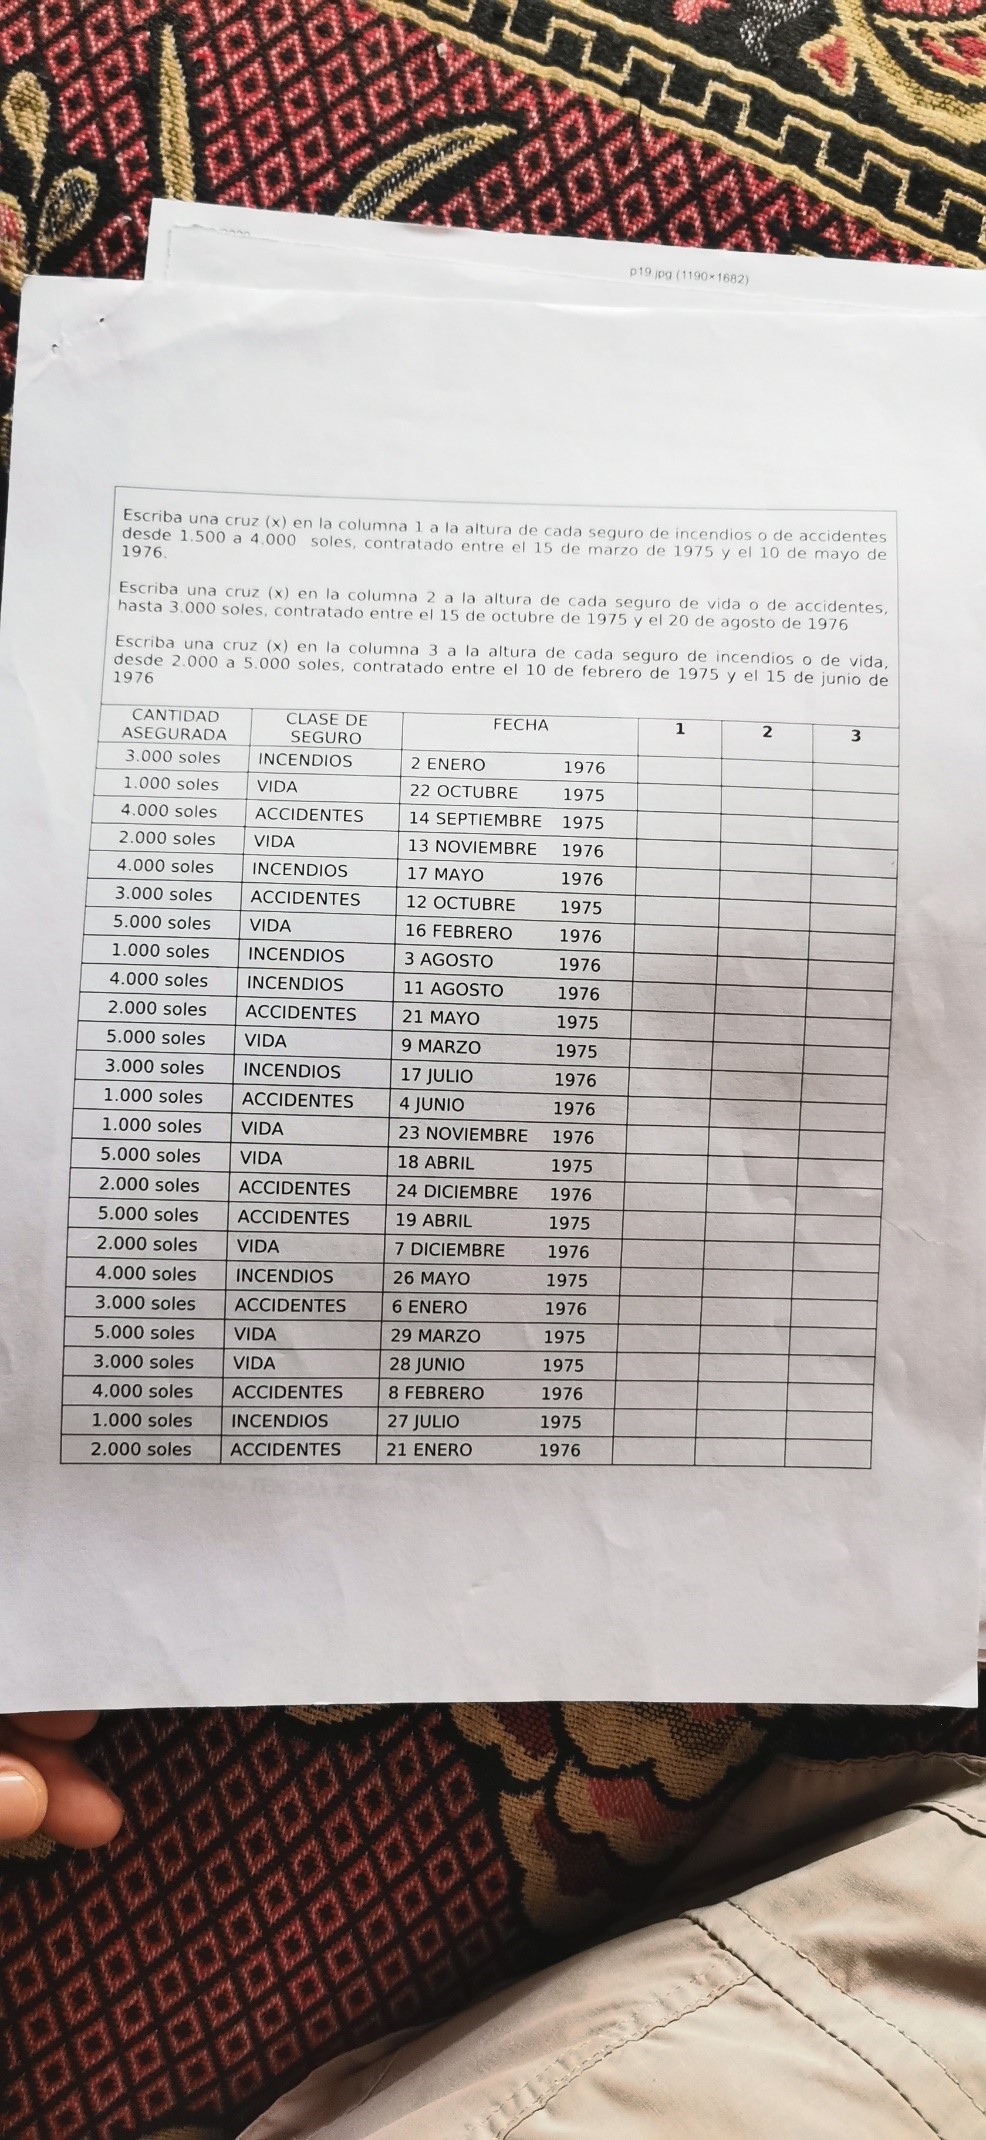 p19.jpg (1190×1682)
Escriba una cruz (x) en la columna 1 a la altura de cada seguro de incendios o de accidentes
desde 1.500 a 4.000 soles, contratado entre el 15 de marzo de 1975 y el 10 de mayo de
1976.
Escriba una cruz (x) en la columna 2 a la altura de cada seguro de vida o de accidentes,
hasta 3.000 soles, contratado entre el 15 de octubre de 1975 y el 20 de agosto de 1976
Escriba una cruz (x) en la columna 3 a la altura de cada seguro de incendios o de vida,
desde 2.000 a 5.000 soles, contratado entre el 10 de febrero de 1975 y el 15 de junio de
1976
CANTIDAD ASEGURADA CLASE DE SEGURO FECHA 1 2 3
3.000 soles INCENDIOS 2 ENERO 1976
1.000 soles VIDA 22 OCTUBRE 1975
4.000 soles ACCIDENTES 14 SEPTIEMBRE 1975
2.000 soles VIDA 13 NOVIEMBRE 1976
4.000 soles INCENDIOS 17 MAYO 1976
3.000 soles ACCIDENTES 12 OCTUBRE 1975
5.000 soles VIDA 16 FEBRERO 1976
1.000 soles INCENDIOS 3 AGOSTO 1976
4.000 soles INCENDIOS 11 AGOSTO 1976
2.000 soles ACCIDENTES 21 MAYO 1975
5.000 soles VIDA 9 MARZO 1975
3.000 soles INCENDIOS 17 JULIO 1976
1.000 soles ACCIDENTES 4 JUNIO 1976
1.000 soles VIDA 23 NOVIEMBRE 1976
5.000 soles VIDA 18 ABRIL 1975
2.000 soles ACCIDENTES 24 DICIEMBRE 1976
5.000 soles ACCIDENTES 19 ABRIL 1975
2.000 soles VIDA 7 DICIEMBRE 1976
4.000 soles INCENDIOS 26 MAYO 1975
3.000 soles ACCIDENTES 6 ENERO 1976
5.000 soles VIDA 29 MARZO 1975
3.000 soles VIDA 28 JUNIO 1975
4.000 soles ACCIDENTES 8 FEBRERO 1976
1.000 soles INCENDIOS 27 JULIO 1975
2.000 soles ACCIDENTES 21 ENERO 1976